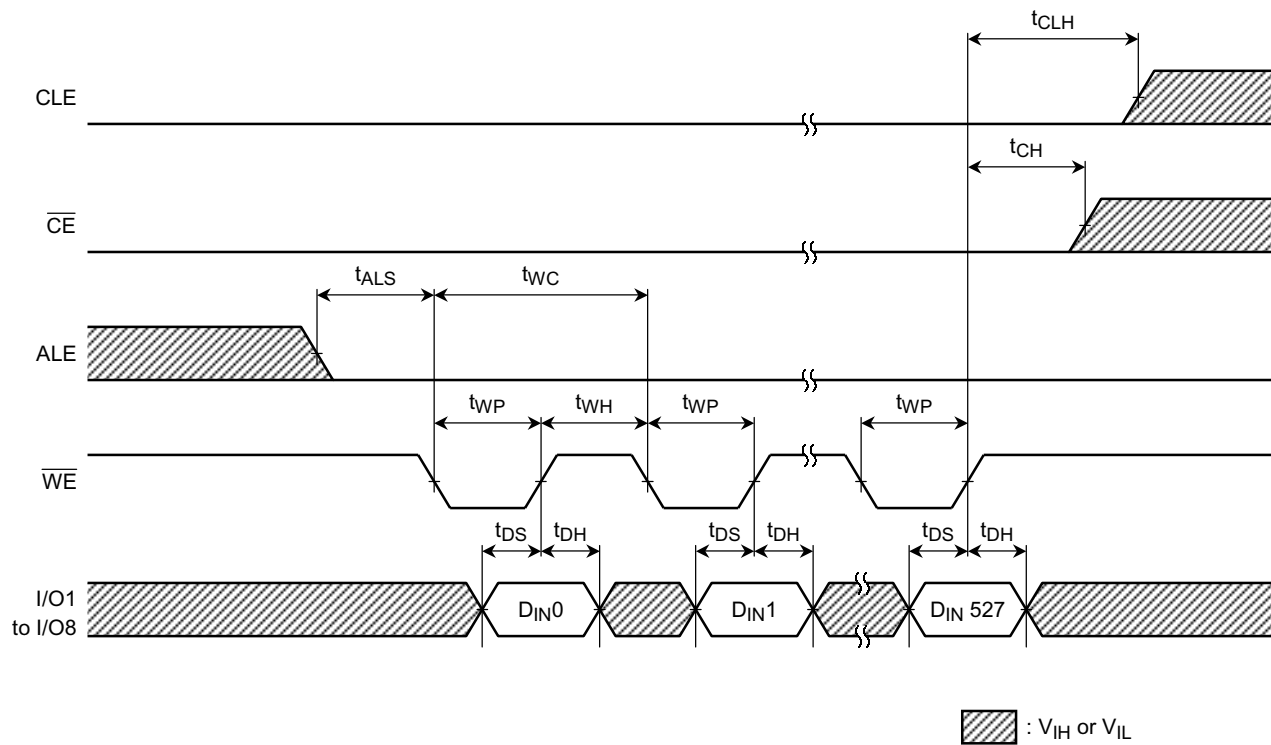 tCLH
CLE
tCH
CE
tALS tWC
ALE
tWP tWH tWP tWP
WE
tDS tDH tDS tDH tDS tDH
I/O1
to I/O8
DIN0 DIN1 DIN 527
: VIH or VIL